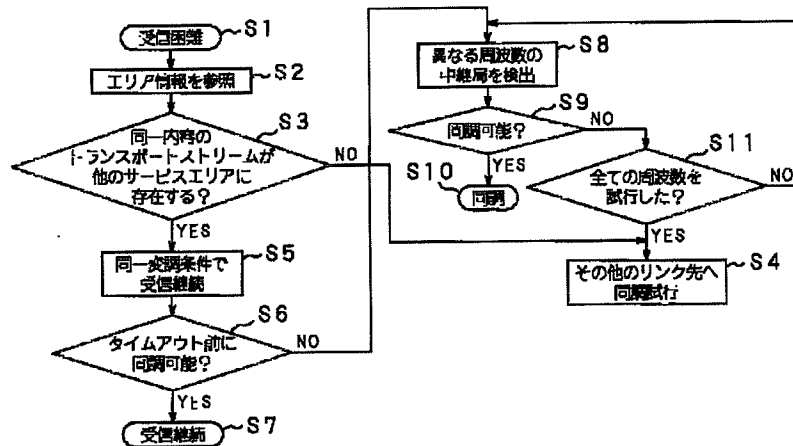 受信困難
S1
エリア情報を参照
S2
同一内容の
トランスポートストリームが
他のサービスエリアに
存在する?
S3
NO
YES
同一変調条件で
受信継続
S5
タイムアウト前に
同調可能?
S6
NO
YES
受信継続
S7
異なる周波数の
中継局を検出
S8
同調可能?
S9
NO
YES
S10
同調
全ての周波数を
試行した?
S11
NO
YES
その他のリンク先へ
同調試行
S4